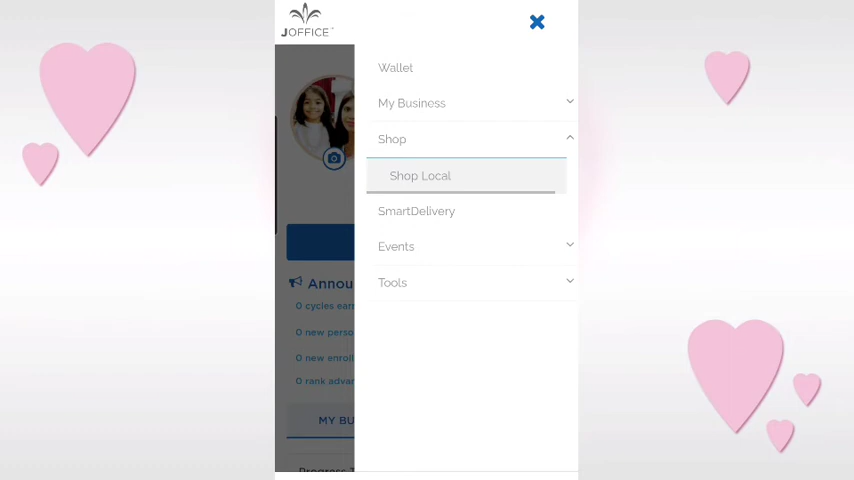 JOFFICE
Wallet
My Business
Shop
Shop Local
SmartDelivery
Events
Tools
Annou
0 cycles earn
0 new perso
0 new enroll
0 rank advan
MY BU
Progress T